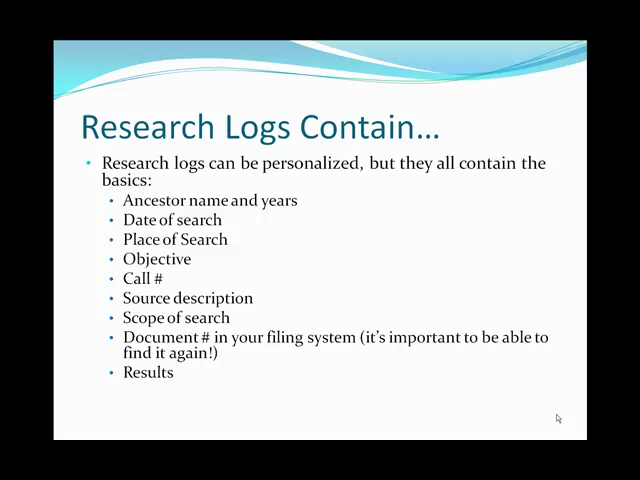 Research Logs Contain...
• Research logs can be personalized, but they all contain the
basics:
• Ancestor name and years
• Date of search
• Place of Search
• Objective
• Call #
• Source description
• Scope of search
• Document # in your filing system (it's important to be able to
find it again!)
• Results